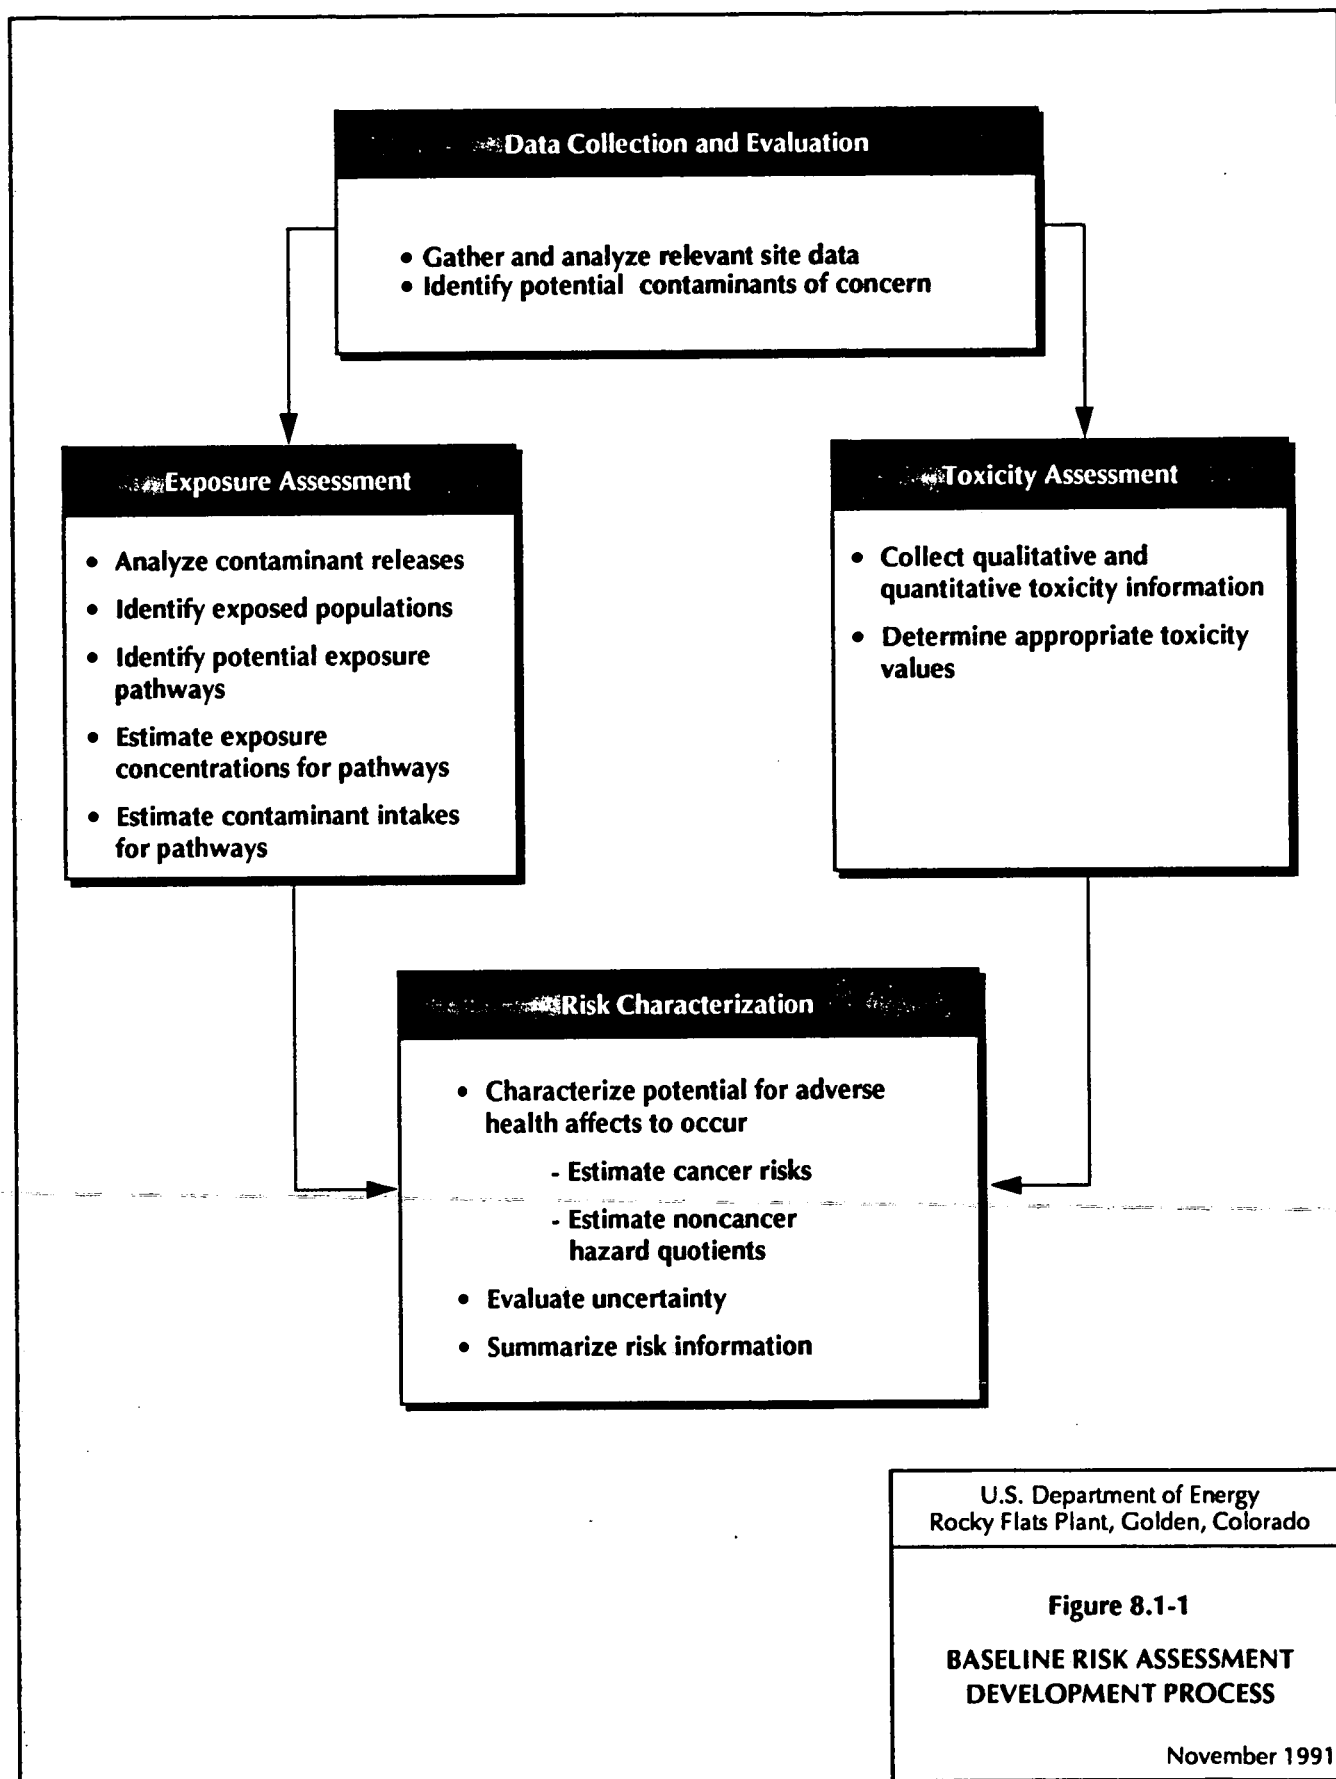 Data Collection and Evaluation
• Gather and analyze relevant site data
• Identify potential contaminants of concern
Exposure Assessment
• Analyze contaminant releases
• Identify exposed populations
• Identify potential exposure
pathways
• Estimate exposure
concentrations for pathways
• Estimate contaminant intakes
for pathways
Toxicity Assessment
• Collect qualitative and
quantitative toxicity information
• Determine appropriate toxicity
values
Risk Characterization
• Characterize potential for adverse
health affects to occur
- Estimate cancer risks
- Estimate noncancer
hazard quotients
• Evaluate uncertainty
• Summarize risk information
U.S. Department of Energy
Rocky Flats Plant, Golden, Colorado
Figure 8.1-1
BASELINE RISK ASSESSMENT
DEVELOPMENT PROCESS
November 1991